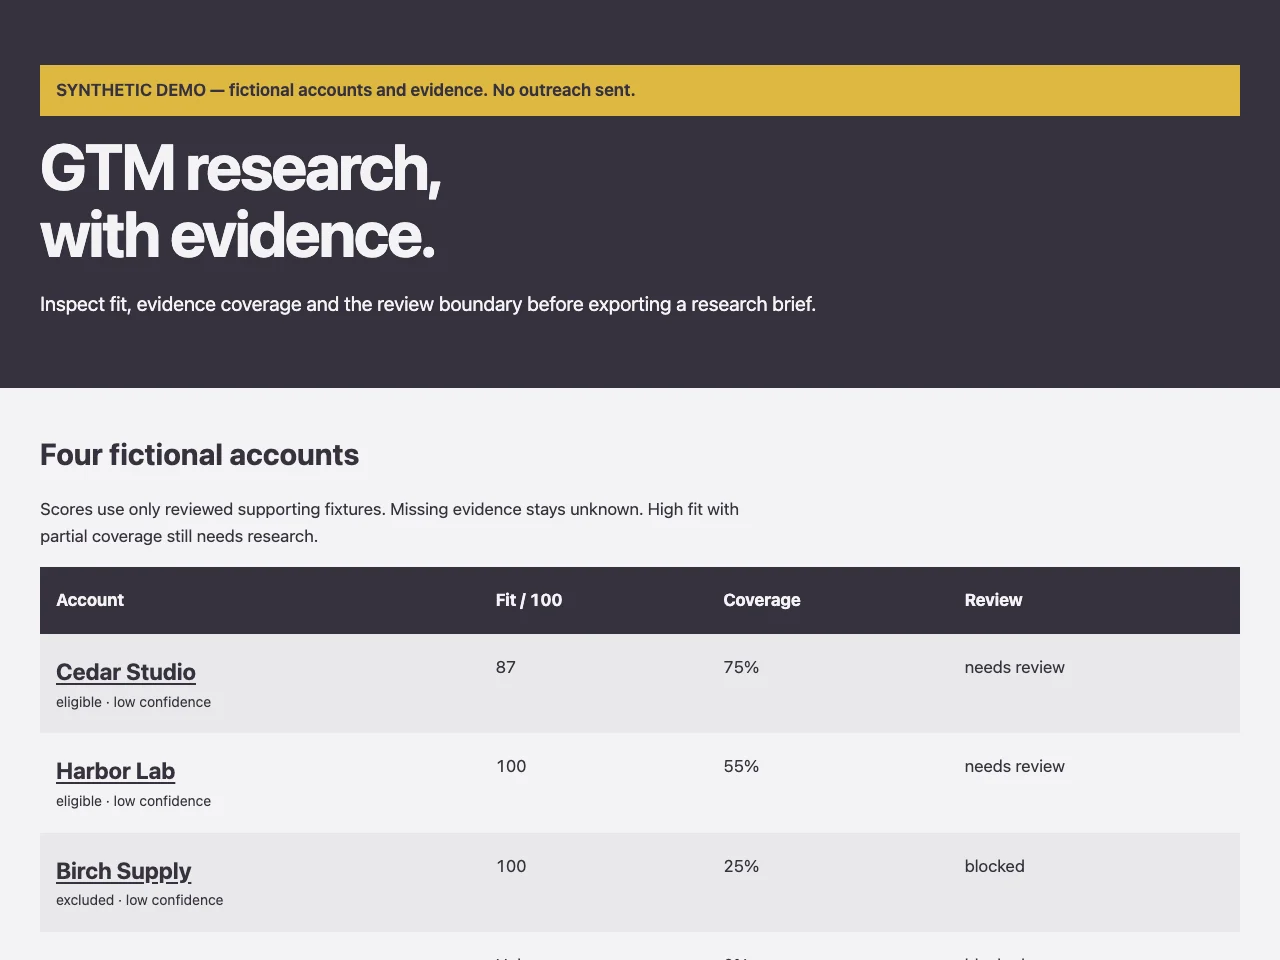 SYNTHETIC DEMO — fictional accounts and evidence. No outreach sent.
GTM research,
with evidence.
Inspect fit, evidence coverage and the review boundary before exporting a research brief.
Four fictional accounts
Scores use only reviewed supporting fixtures. Missing evidence stays unknown. High fit with
partial coverage still needs research.
Account Fit / 100 Coverage Review
Cedar Studio 87 75% needs review
eligible · low confidence
Harbor Lab 100 55% needs review
eligible · low confidence
Birch Supply 100 25% blocked
excluded · low confidence